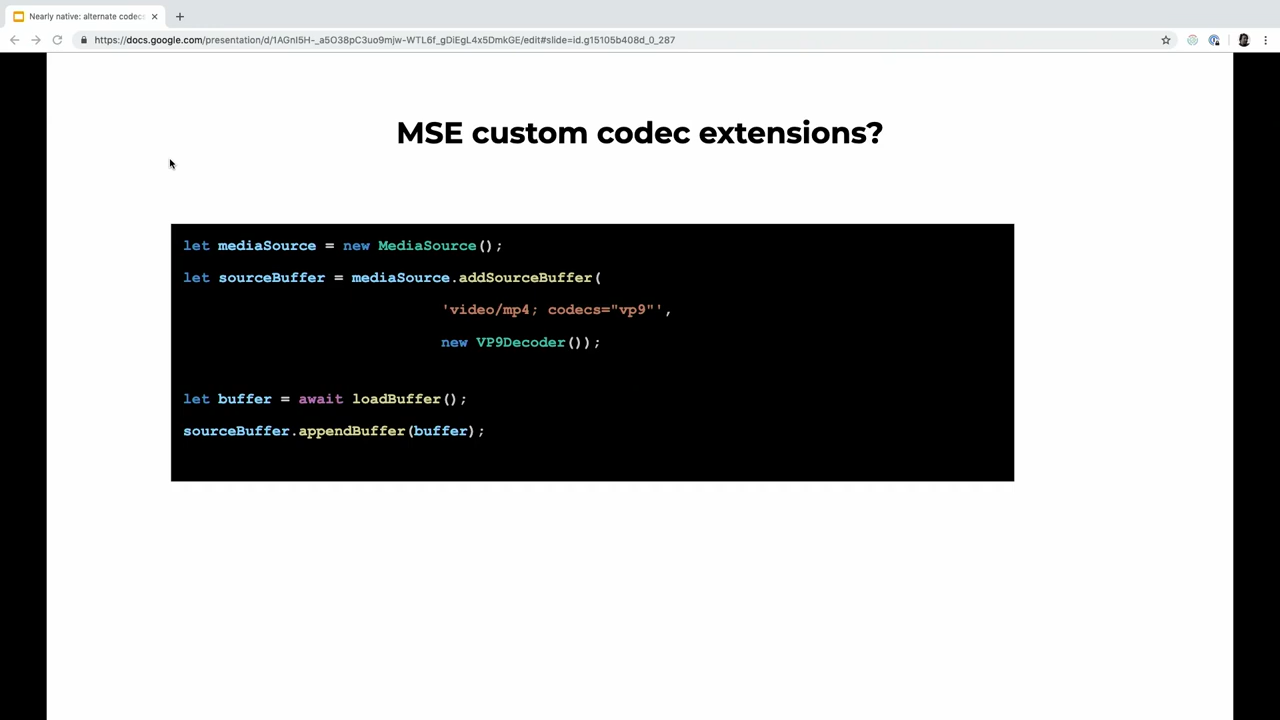 Nearly native: alternate codecs
https://docs.google.com/presentation/d/1AGnI5H-_a5O38pC3uo9mjw-WTL6f_gDiEgL4x5DmkGE/edit#slide=id.g15105b408d_0_287
MSE custom codec extensions?
let mediaSource = new MediaSource();
let sourceBuffer = mediaSource.addSourceBuffer(
'video/mp4; codecs="vp9"',
new VP9Decoder());
let buffer = await loadBuffer();
sourceBuffer.appendBuffer(buffer);